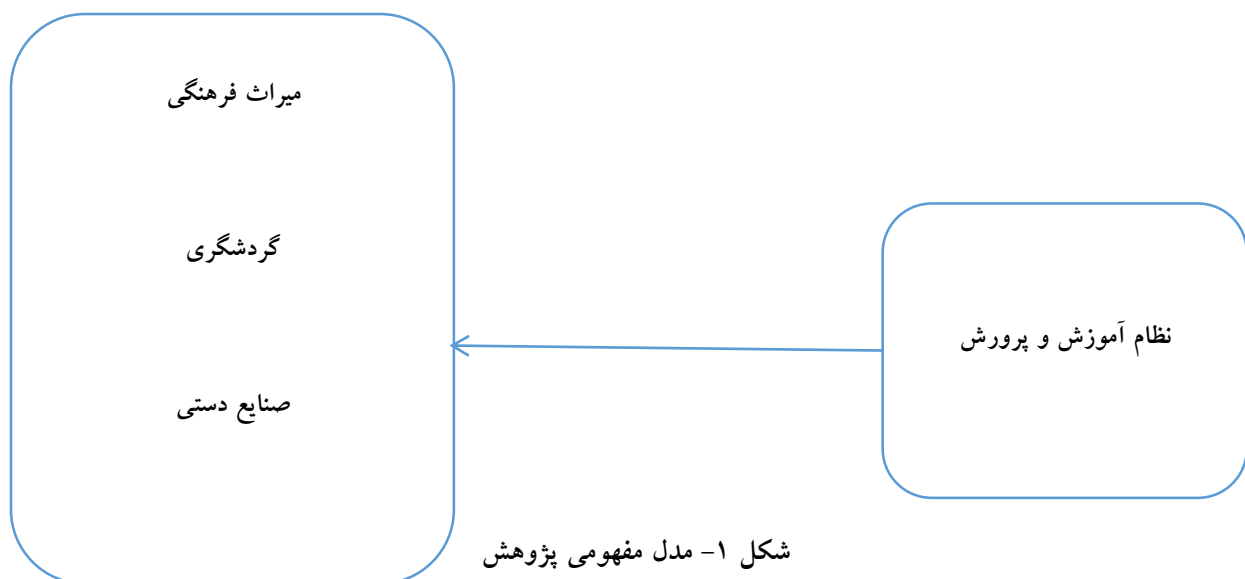 میراث فرهنگی
گردشگری
نظام آموزش و پرورش
صنایع دستی
شکل ۱- مدل مفهومی پژوهش